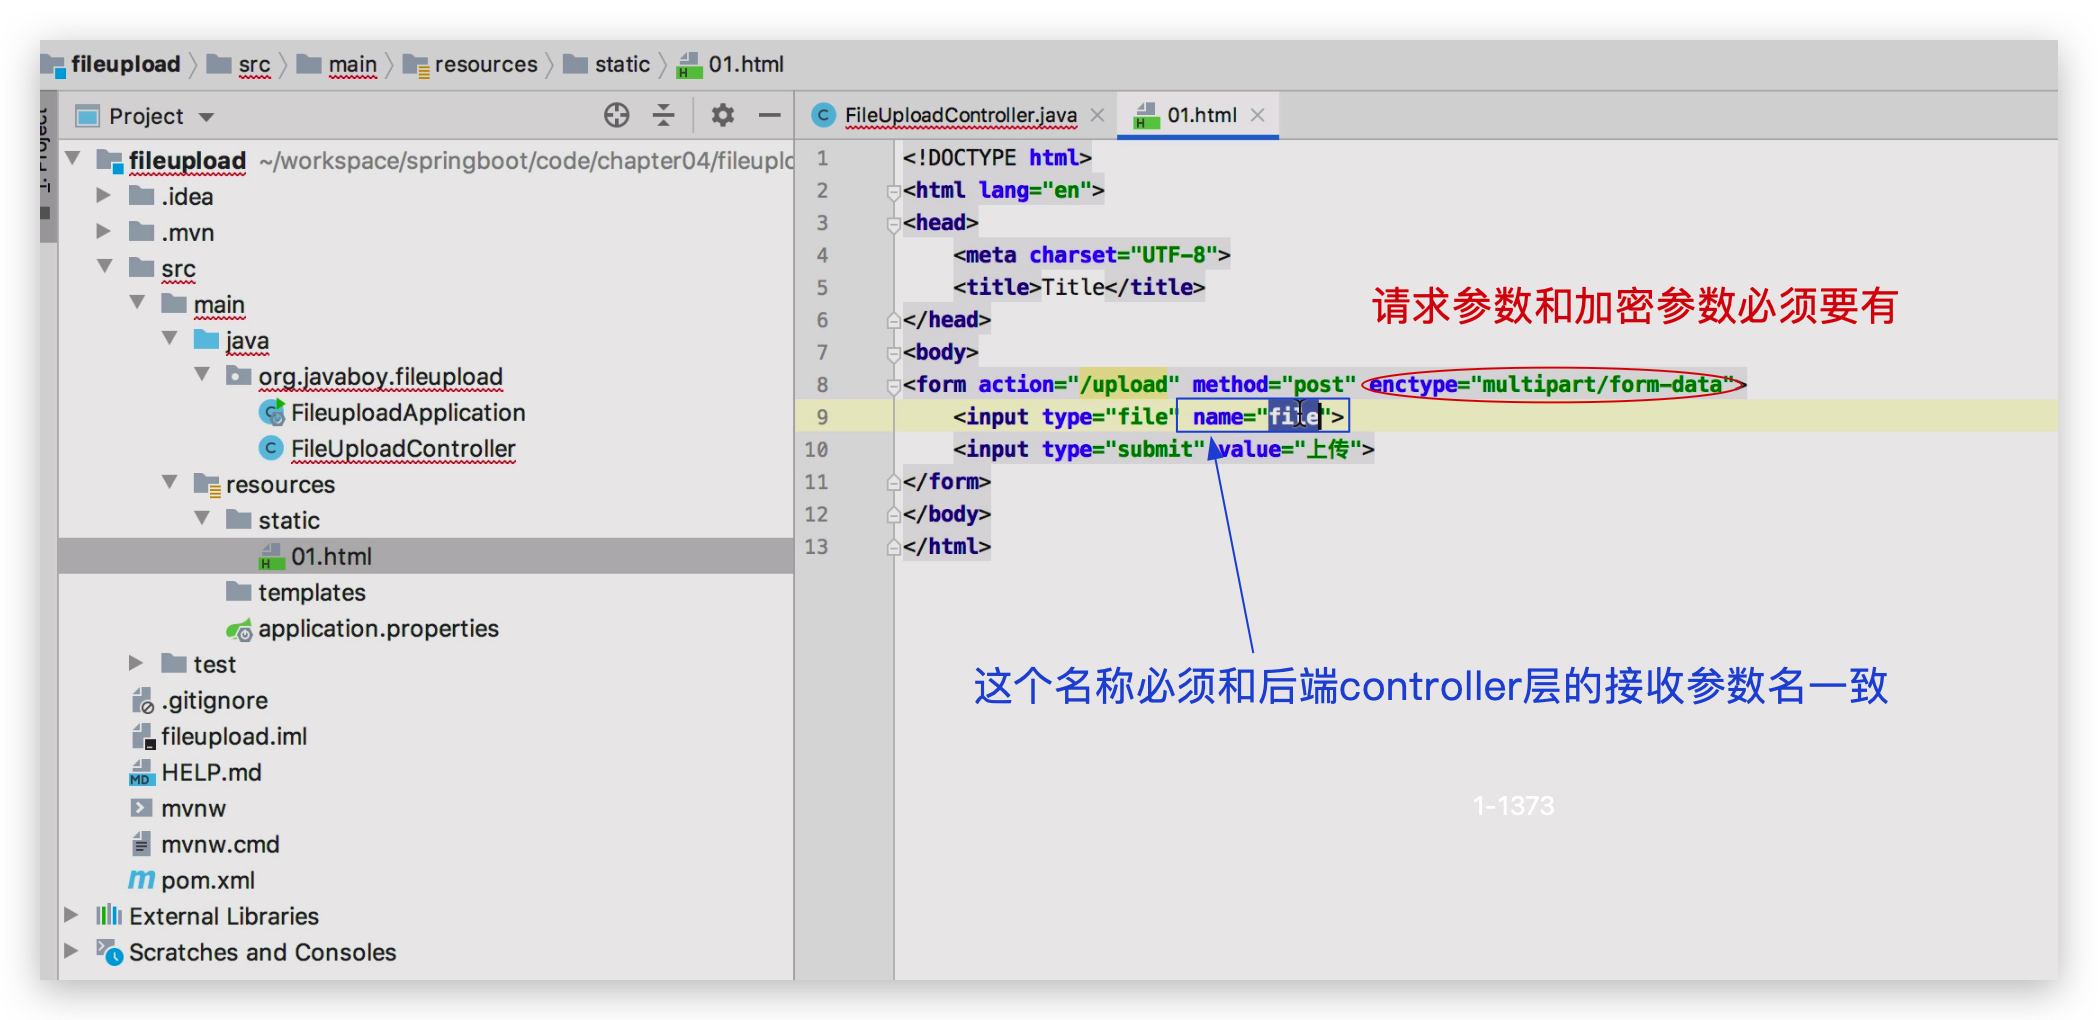 fileupload src main resources static 01.html
Project
FileUploadController.java 01.html
fileupload ~/workspace/springboot/code/chapter04/fileuplo
.idea
.mvn
src
main
java
org.javaboy.fileupload
FileuploadApplication
FileUploadController
resources
static
01.html
templates
application.properties
test
.gitignore
fileupload.iml
HELP.md
mvnw
mvnw.cmd
pom.xml
External Libraries
Scratches and Consoles
1 <!DOCTYPE html>
2 <html lang="en">
3 <head>
4 <meta charset="UTF-8">
5 <title>Title</title>
6 </head>
7 <body>
8 <form action="/upload" method="post" enctype="multipart/form-data">
9 <input type="file" name="file">
10 <input type="submit" value="上传">
11 </form>
12 </body>
13 </html>
请求参数和加密参数必须要有
这个名称必须和后端controller层的接收参数名一致
1-1373